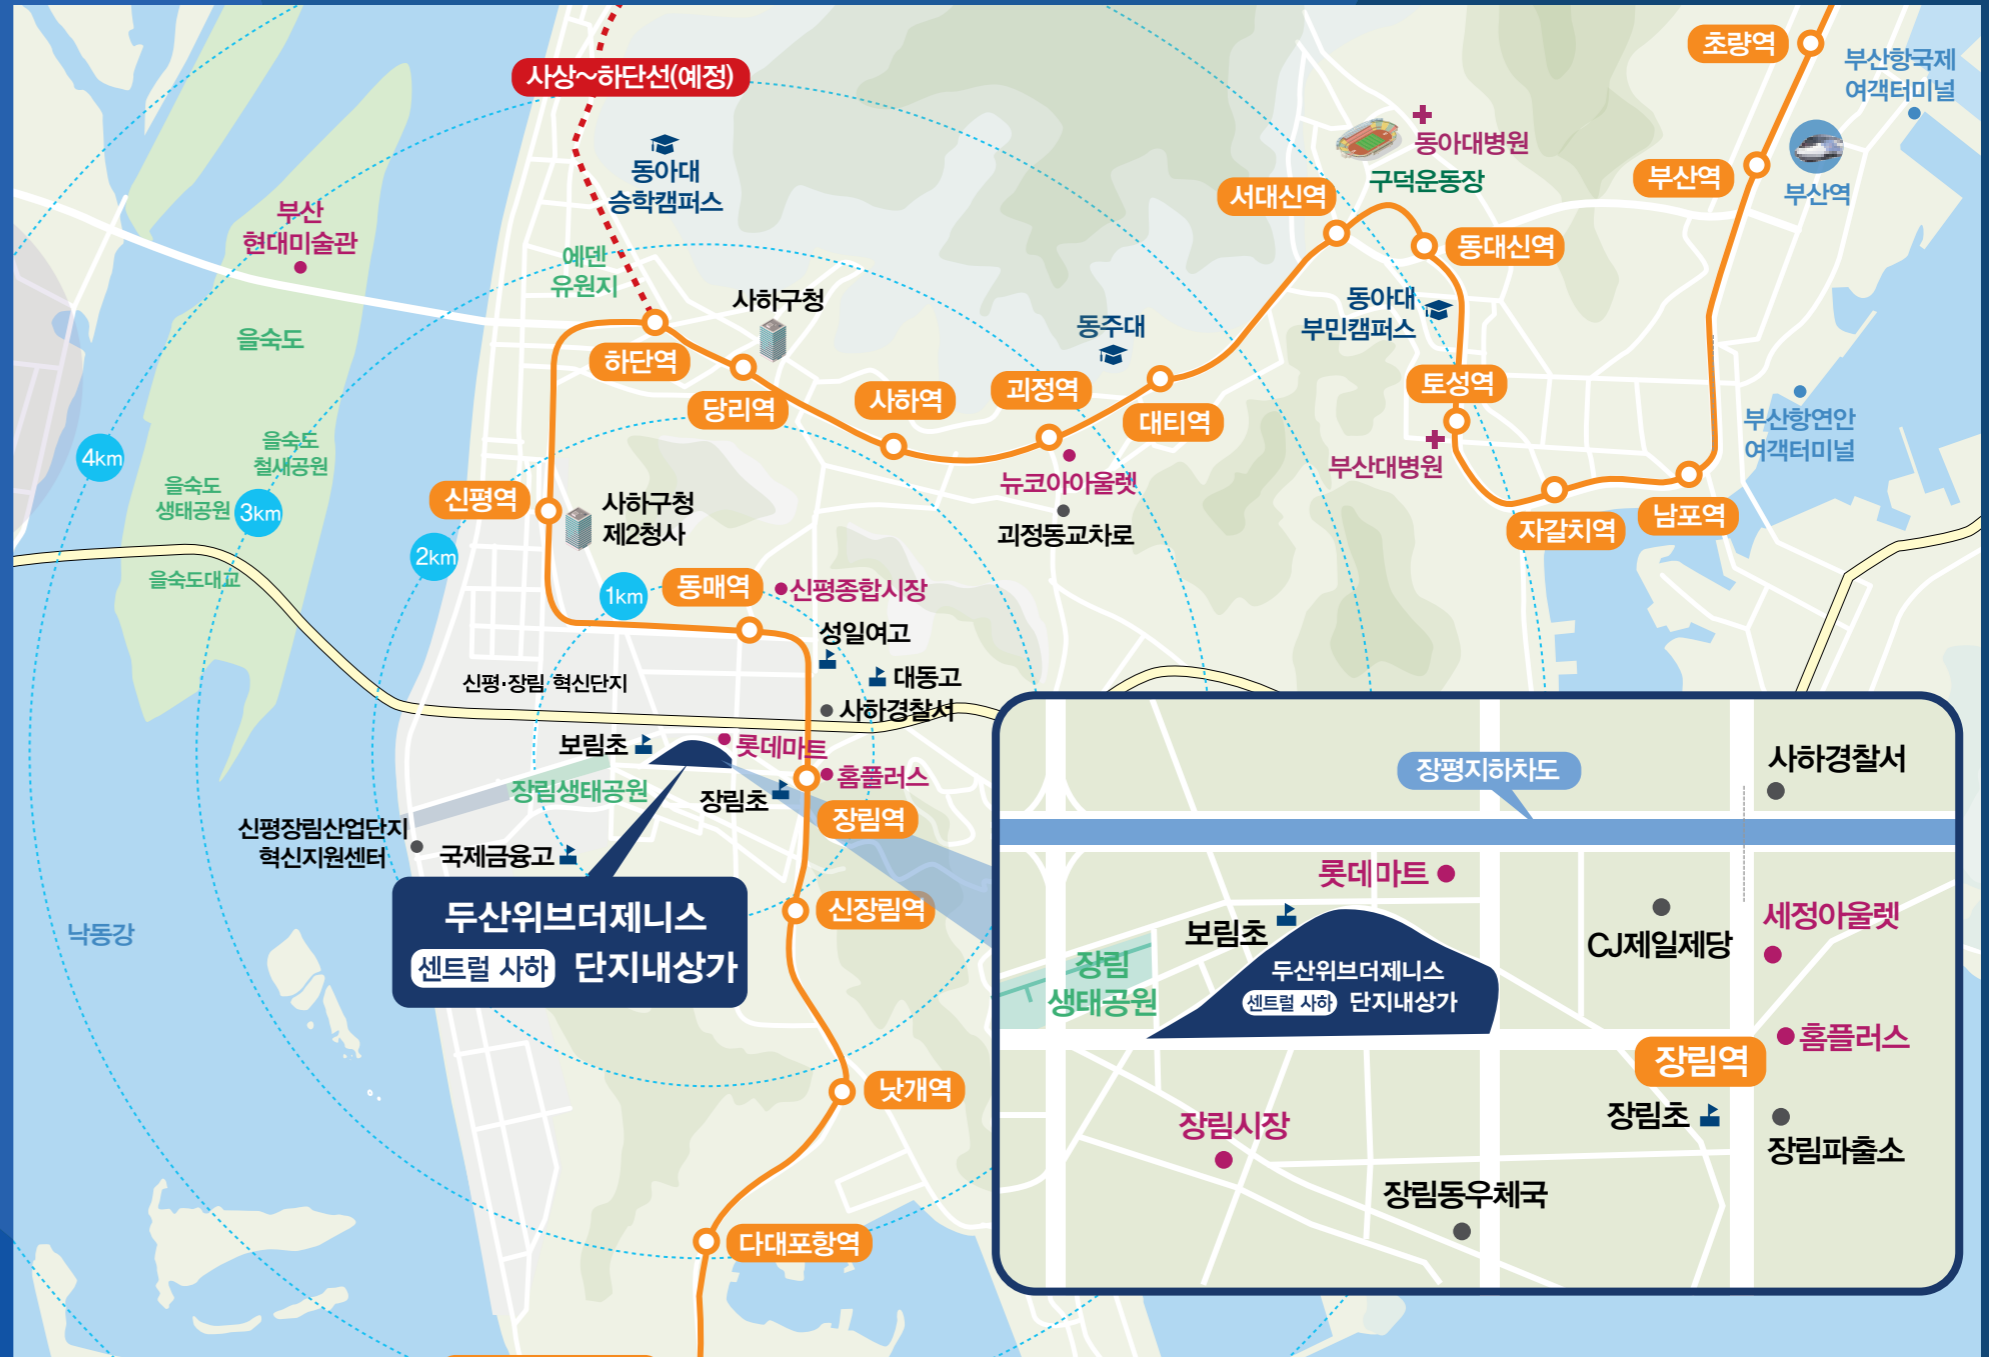 초량역
부산항국제
여객터미널
사상~하단선(예정)
동아대병원
구덕운동장
동아대
승학캠퍼스
부산역
부산역
서대신역
동대신역
부산
현대미술관
예덴
유원지
사하구청
동아대
부민캠퍼스
동주대
을숙도
하단역
당리역
사하역
괴정역
대티역
토성역
부산항연안
여객터미널
4km
을숙도
철새공원
을숙도
생태공원
3km
신평역
사하구청
제2청사
뉴코아아울렛
괴정동교차로
부산대병원
자갈치역
남포역
2km
을숙도대교
1km
동매역
신평종합시장
성일여고
대동고
신평·장림 혁신단지
사하경찰서
보림초
롯데마트
홈플러스
장림생태공원
장림초
장림역
신평장림산업단지
혁신지원센터
국제금융고
두산위브더제니스
센트럴 사하 단지내상가
신장림역
낙동강
낫개역
다대포항역
장평지하차도
사하경찰서
롯데마트
보림초
CJ제일제당
세정아울렛
장림
생태공원
두산위브더제니스
센트럴 사하 단지내상가
홈플러스
장림역
장림초
장림시장
장림파출소
장림동우체국